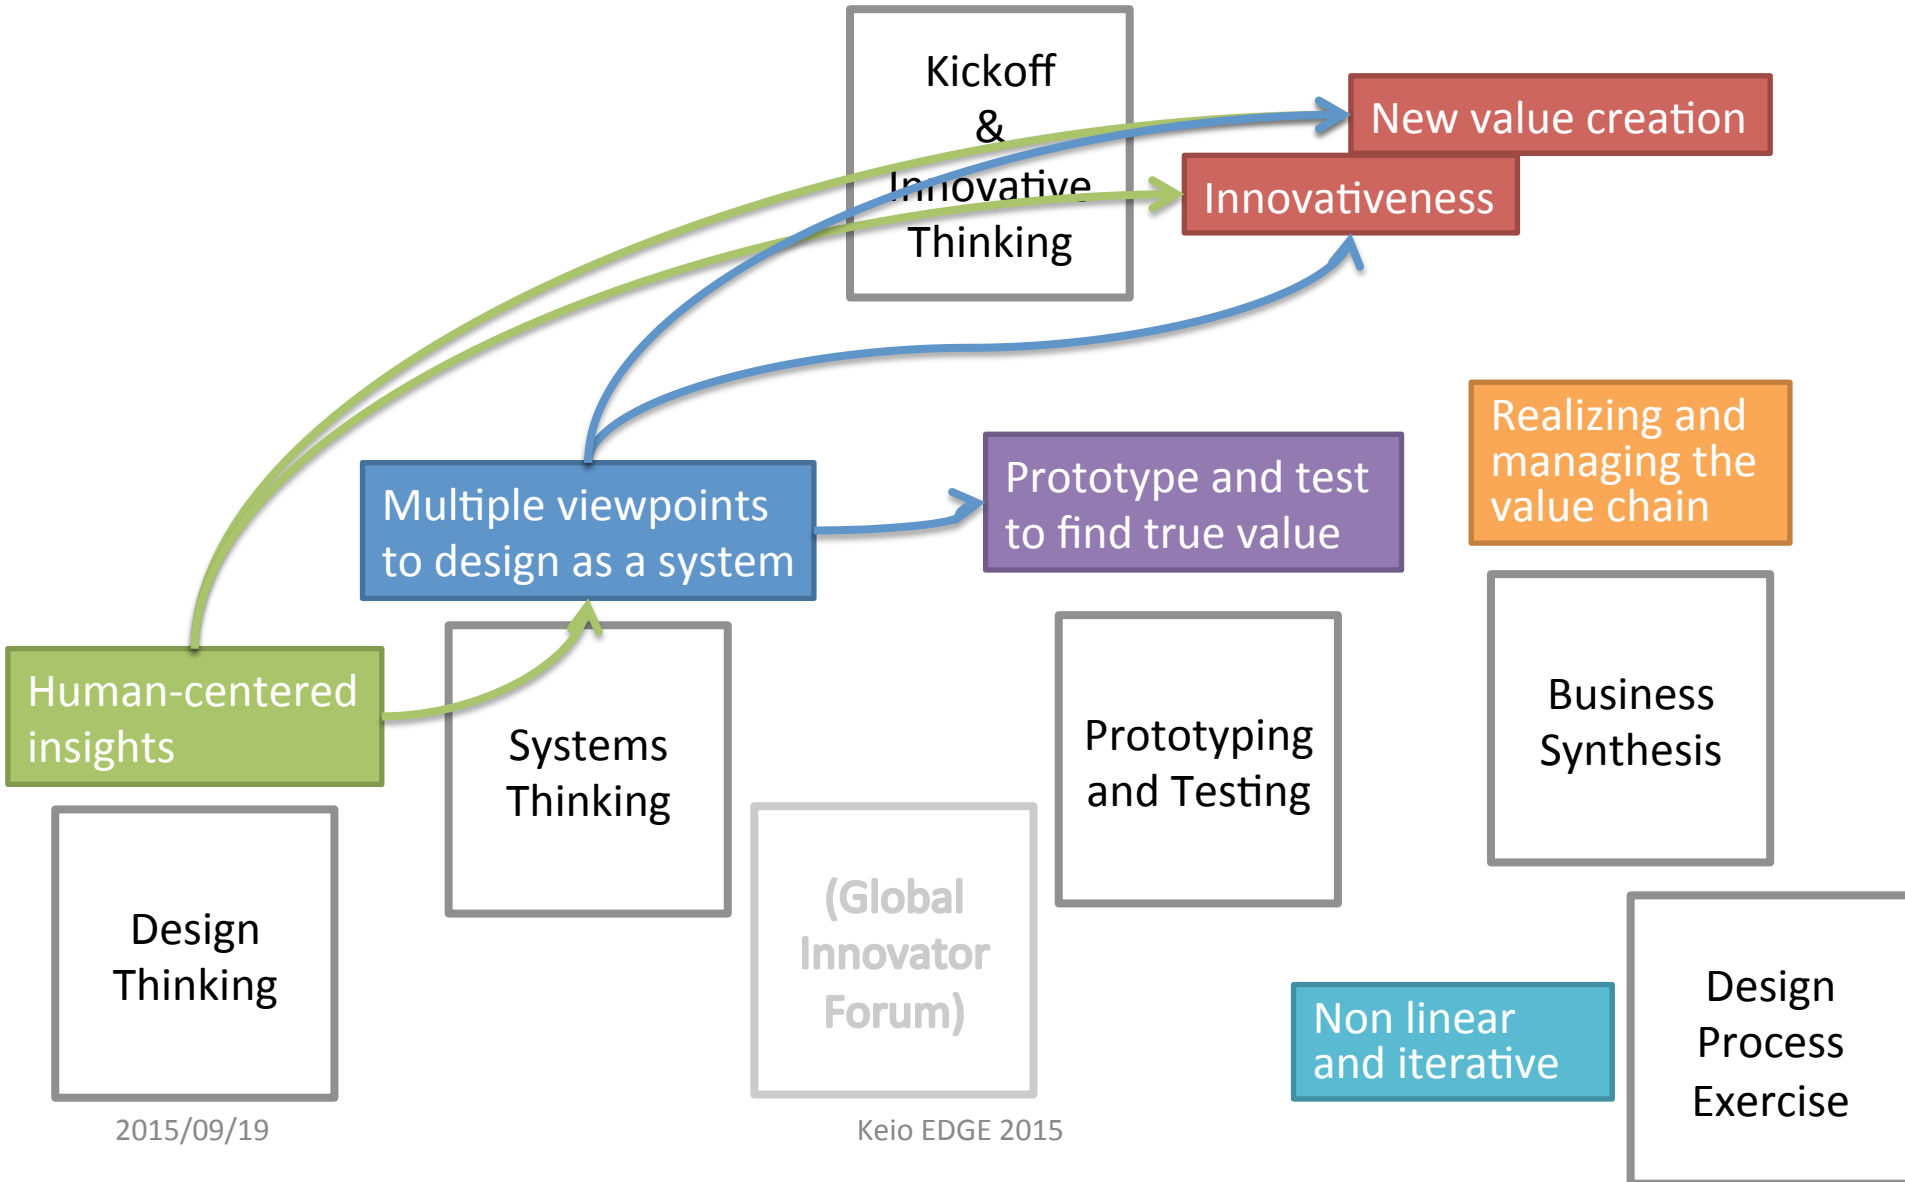 Kickoff
&
Innovative
Thinking
New value creation
Innovativeness
Realizing and
managing the
value chain
Multiple viewpoints
to design as a system
Prototype and test
to find true value
Human-centered
insights
Systems
Thinking
Prototyping
and Testing
Business
Synthesis
Design
Thinking
(Global
Innovator
Forum)
Non linear
and iterative
Design
Process
Exercise
2015/09/19
Keio EDGE 2015